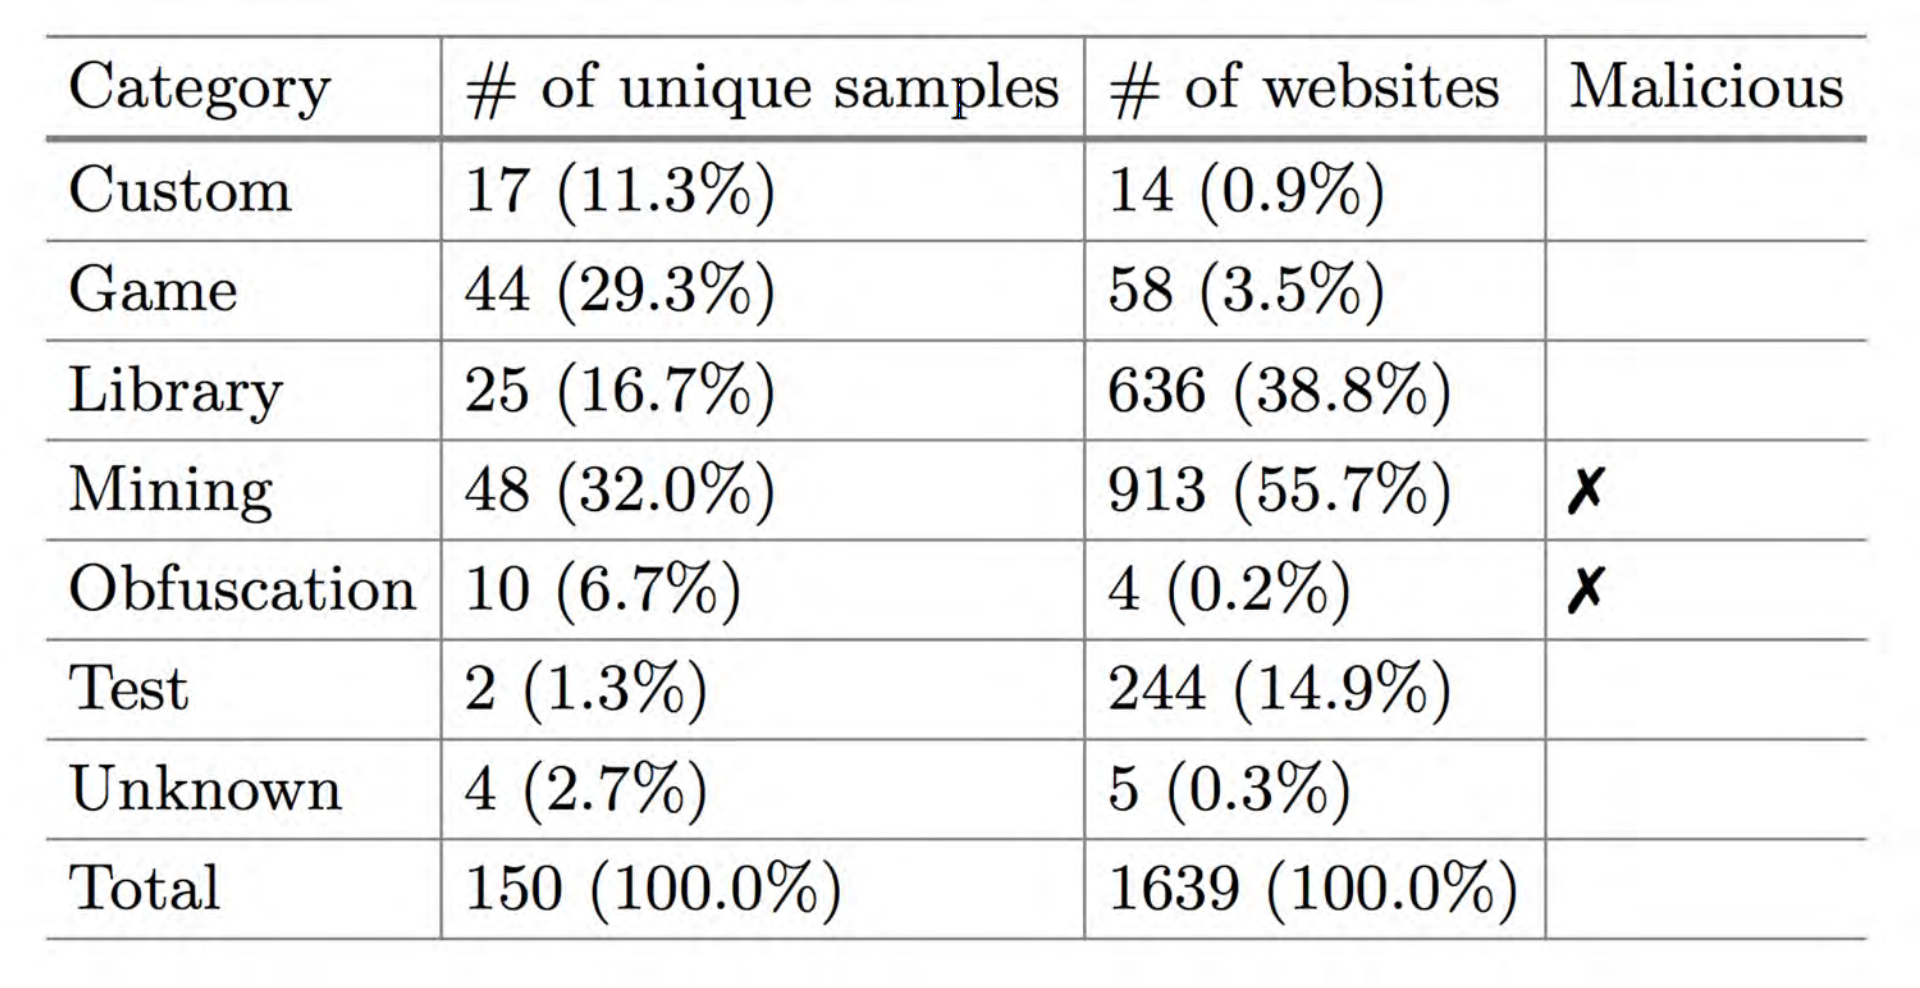 Category # of unique samples # of websites Malicious
Custom 17 (11.3%) 14 (0.9%)
Game 44 (29.3%) 58 (3.5%)
Library 25 (16.7%) 636 (38.8%)
Mining 48 (32.0%) 913 (55.7%) ✗
Obfuscation 10 (6.7%) 4 (0.2%) ✗
Test 2 (1.3%) 244 (14.9%)
Unknown 4 (2.7%) 5 (0.3%)
Total 150 (100.0%) 1639 (100.0%)